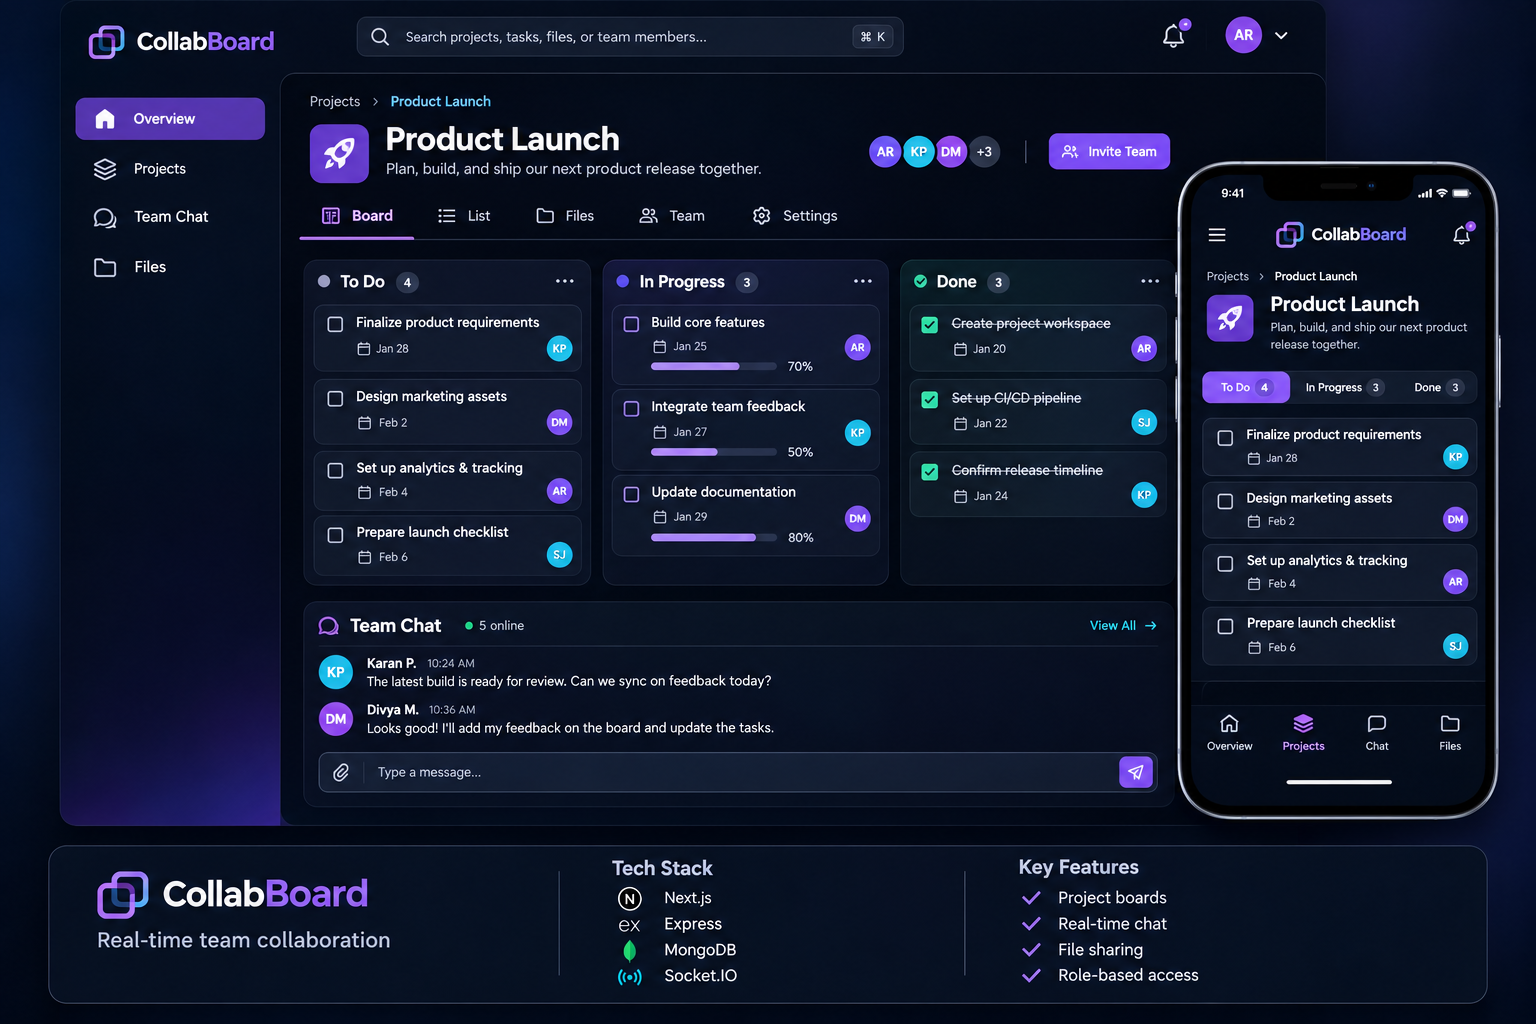 CollabBoard
Search projects, tasks, files, or team members...
⌘ K
AR
Overview
Projects
Team Chat
Files
Projects > Product Launch
Product Launch
Plan, build, and ship our next product release together.
AR KP DM +3
Invite Team
Board
List
Files
Team
Settings
To Do 4
Finalize product requirements
Jan 28
KP
Design marketing assets
Feb 2
DM
Set up analytics & tracking
Feb 4
AR
Prepare launch checklist
Feb 6
SJ
In Progress 3
Build core features
Jan 25
AR
70%
Integrate team feedback
Jan 27
KP
50%
Update documentation
Jan 29
DM
80%
Done 3
Create project workspace
Jan 20
AR
Set up CI/CD pipeline
Jan 22
SJ
Confirm release timeline
Jan 24
KP
Team Chat
5 online
View All →
KP
Karan P. 10:24 AM
The latest build is ready for review. Can we sync on feedback today?
DM
Divya M. 10:36 AM
Looks good! I'll add my feedback on the board and update the tasks.
Type a message...
9:41
CollabBoard
Projects > Product Launch
Product Launch
Plan, build, and ship our next product
release together.
To Do 4
In Progress 3
Done 3
Finalize product requirements
Jan 28
KP
Design marketing assets
Feb 2
DM
Set up analytics & tracking
Feb 4
AR
Prepare launch checklist
Feb 6
SJ
Overview
Projects
Chat
Files
CollabBoard
Real-time team collaboration
Tech Stack
N Next.js
ex Express
MongoDB
Socket.IO
Key Features
Project boards
Real-time chat
File sharing
Role-based access